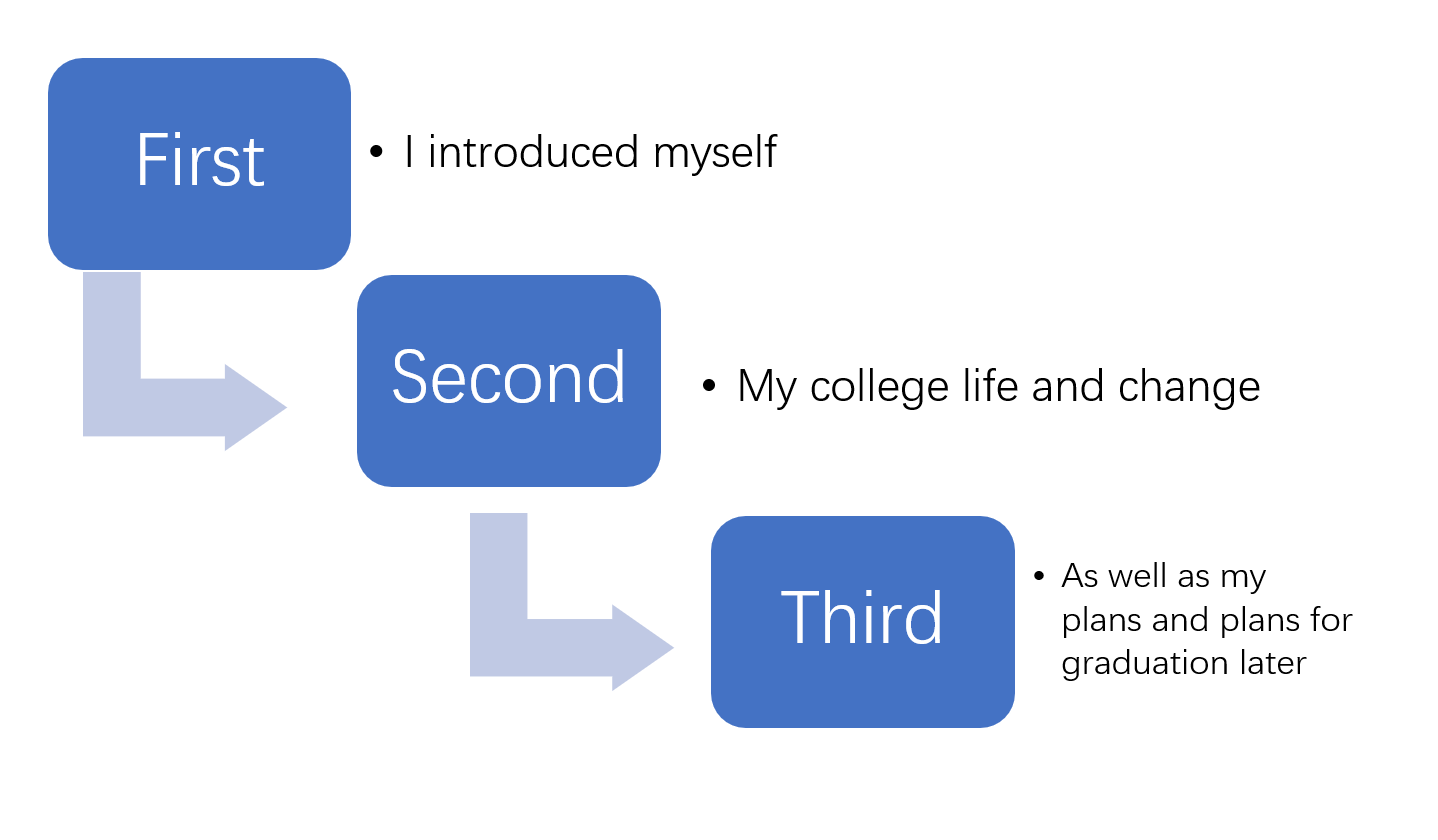 First
• I introduced myself
Second
• My college life and change
Third
• As well as my
plans and plans for
graduation later